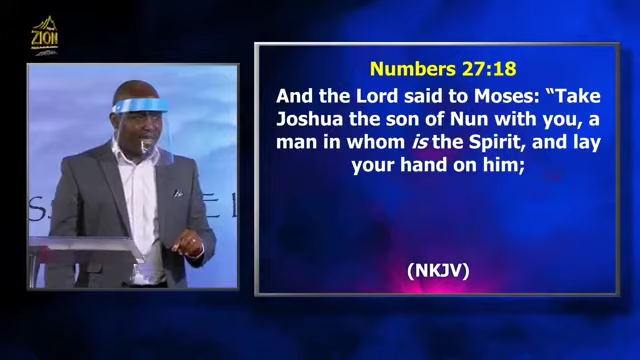 ZION
Numbers 27:18
And the Lord said to Moses: “Take
Joshua the son of Nun with you, a
man in whom is the Spirit, and lay
your hand on him;
(NKJV)